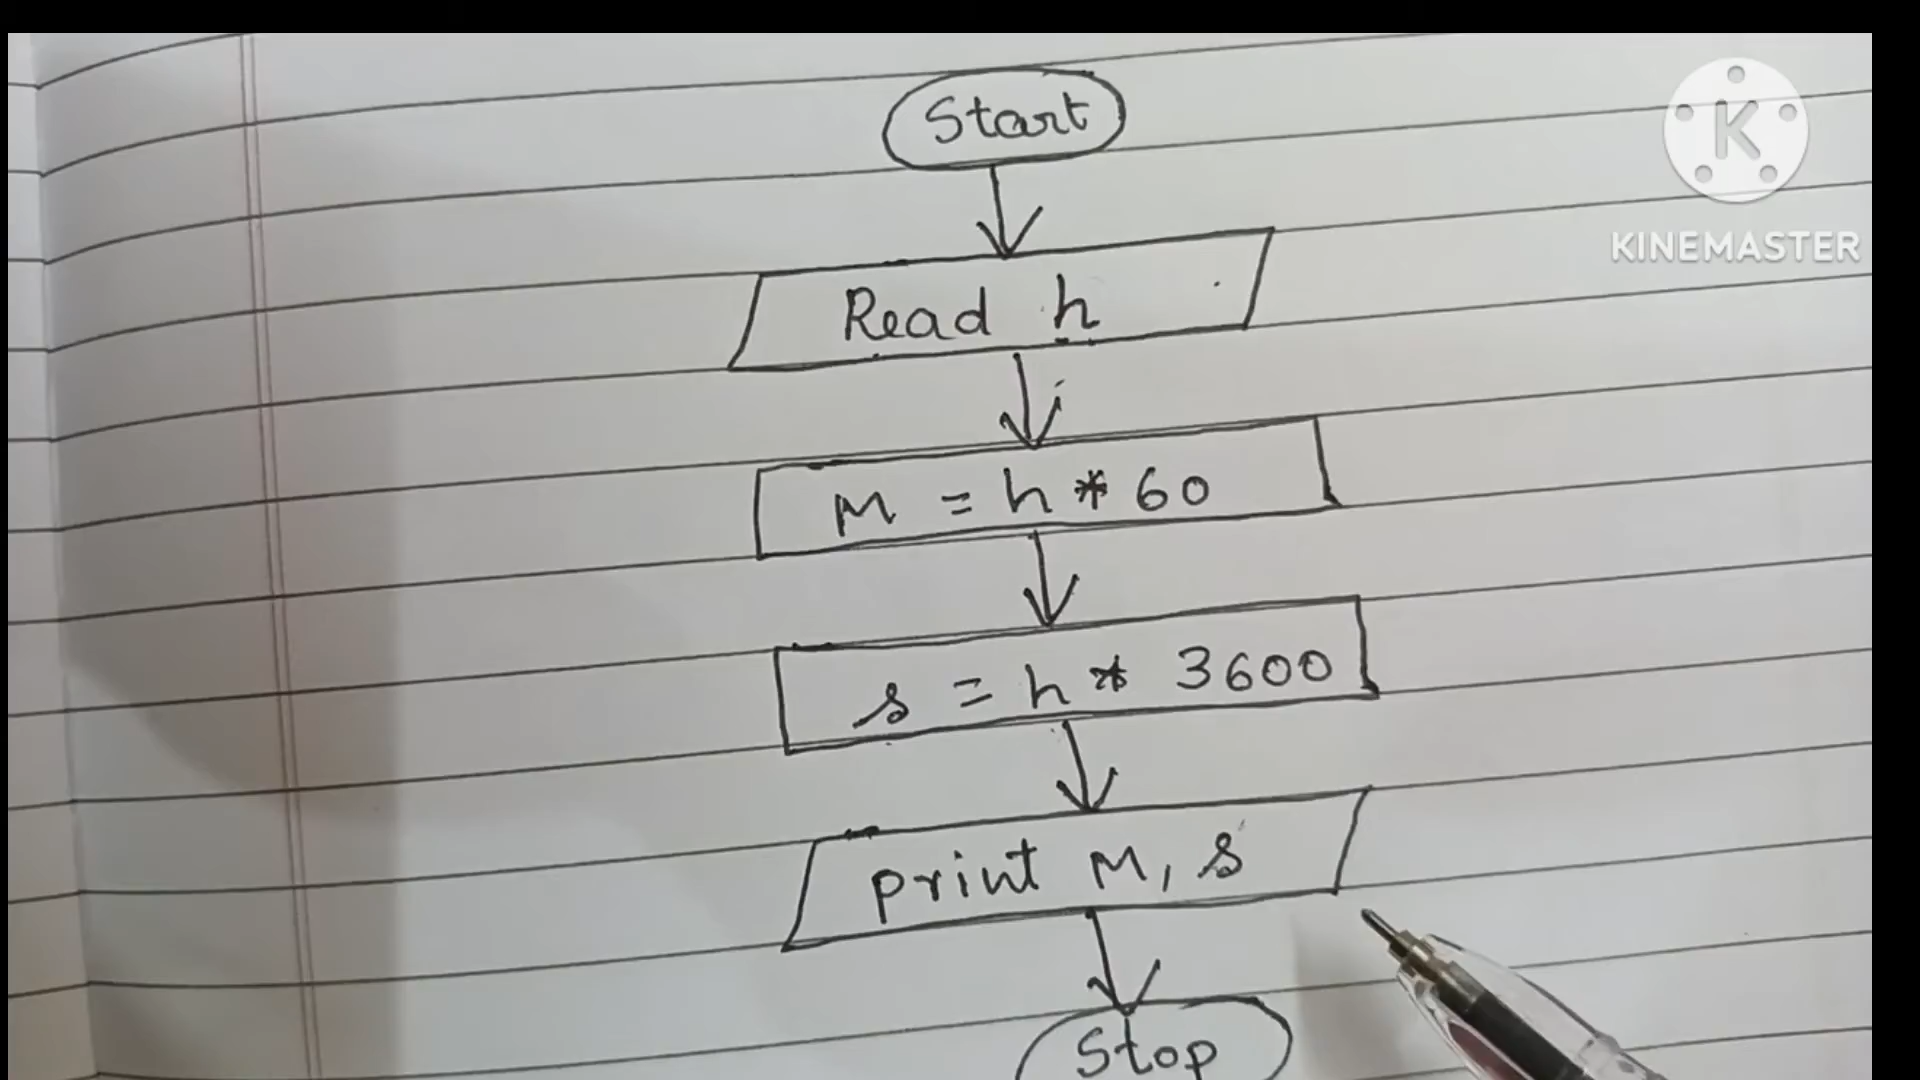 Start
Read h
M = h * 60
s = h * 3600
print M, s
Stop
K
KINEMASTER